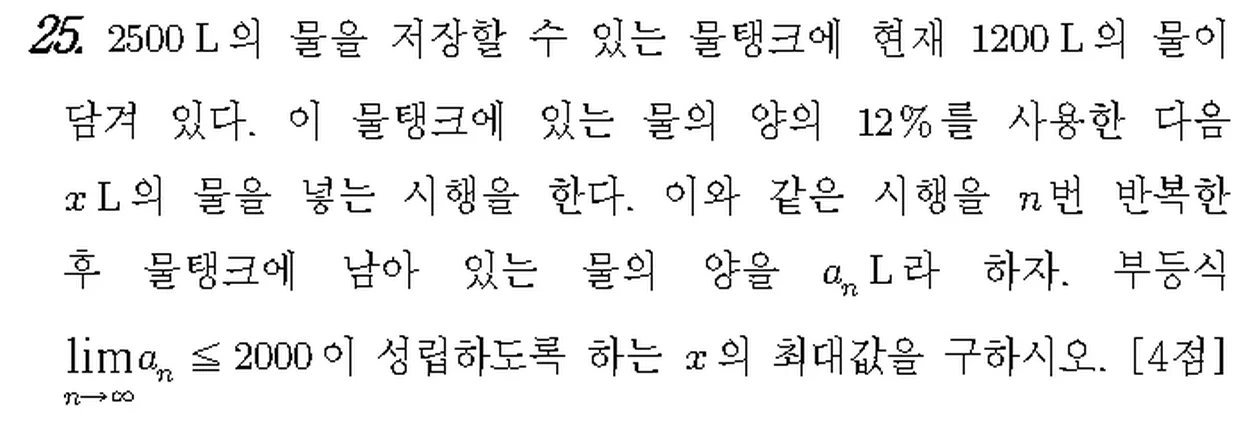 25. 2500 L의 물을 저장할 수 있는 물탱크에 현재 1200 L의 물이
담겨 있다. 이 물탱크에 있는 물의 양의 12%를 사용한 다음
x L의 물을 넣는 시행을 한다. 이와 같은 시행을 n번 반복한
후 물탱크에 남아 있는 물의 양을 aₙ L라 하자. 부등식
lim aₙ ≦ 2000이 성립하도록 하는 x의 최대값을 구하시오. [4점]
n→∞